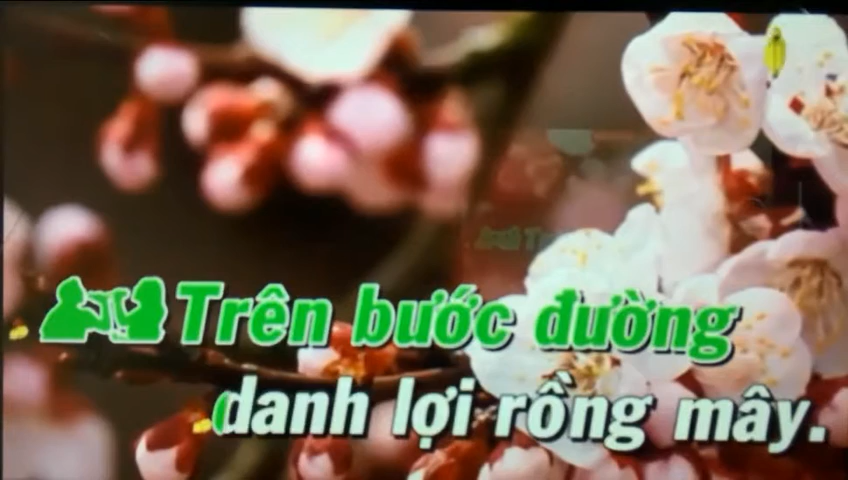 Trên bước đường
danh lợi rồng mây.